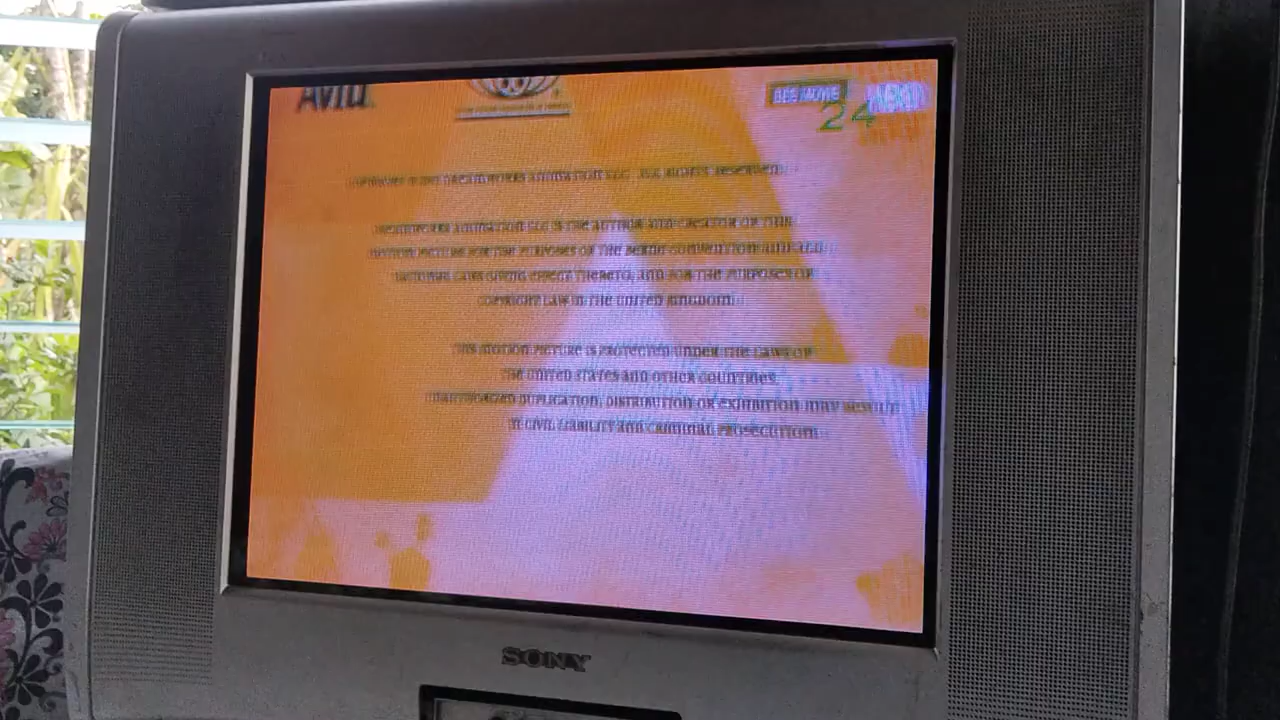 Avid
BEE MOVIE
24
DREAMWORKS ANIMATION LLC. ALL RIGHTS RESERVED.
DREAMWORKS ANIMATION LLC IS THE AUTHOR AND CREATOR OF THIS
MOTION PICTURE FOR THE PURPOSES OF THE BERNE CONVENTION AND ALL
NATIONAL LAWS GIVING EFFECT THERETO, AND FOR THE PURPOSES OF
COPYRIGHT LAW IN THE UNITED KINGDOM.
THIS MOTION PICTURE IS PROTECTED UNDER THE LAWS OF
THE UNITED STATES AND OTHER COUNTRIES.
UNAUTHORIZED DUPLICATION, DISTRIBUTION OR EXHIBITION MAY RESULT
IN CIVIL LIABILITY AND CRIMINAL PROSECUTION.
SONY